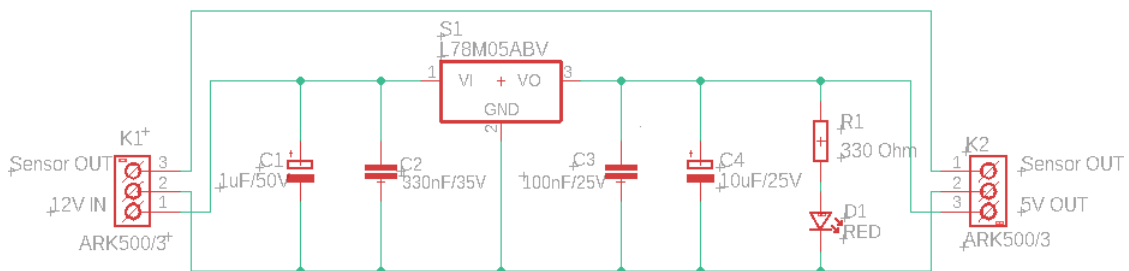 S1
L78M05ABV
1
VI
VO
3
GND
2
K1
Sensor OUT
3
2
12V IN
1
ARK500/3
C1
1uF/50V
C2
330nF/35V
C3
100nF/25V
C4
10uF/25V
R1
330 Ohm
D1
RED
K2
1
Sensor OUT
2
3
5V OUT
ARK500/3